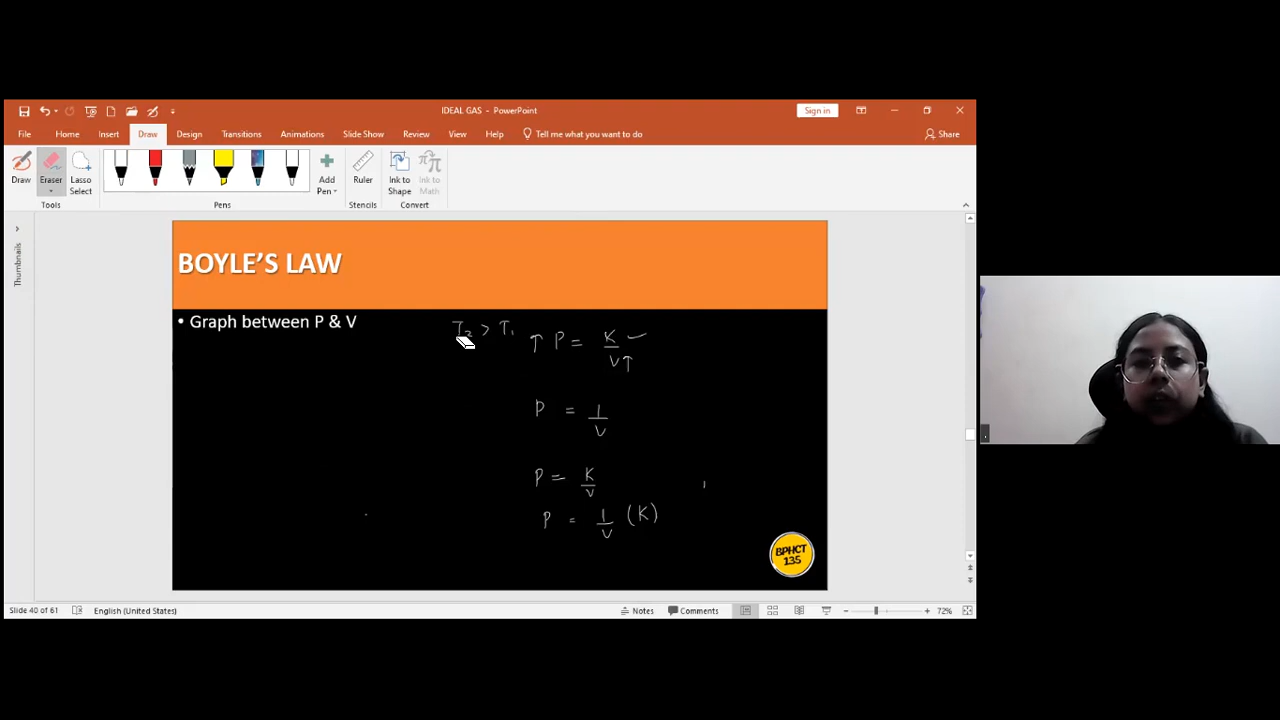 IDEAL GAS - PowerPoint
Sign in
File Home Insert Draw Design Transitions Animations Slide Show Review View Help Tell me what you want to do Share
Draw Eraser Lasso Select Add Pen Ruler Ink to Shape Ink to Math
Tools Pens Stencils Convert
Thumbnails
BOYLE'S LAW
• Graph between P & V
T₂ > T₁
↑ P = K/V↑
P = 1/V
P = K/V
P = 1/V (K)
BPHCT
135
Slide 40 of 61 English (United States) Notes Comments 72%